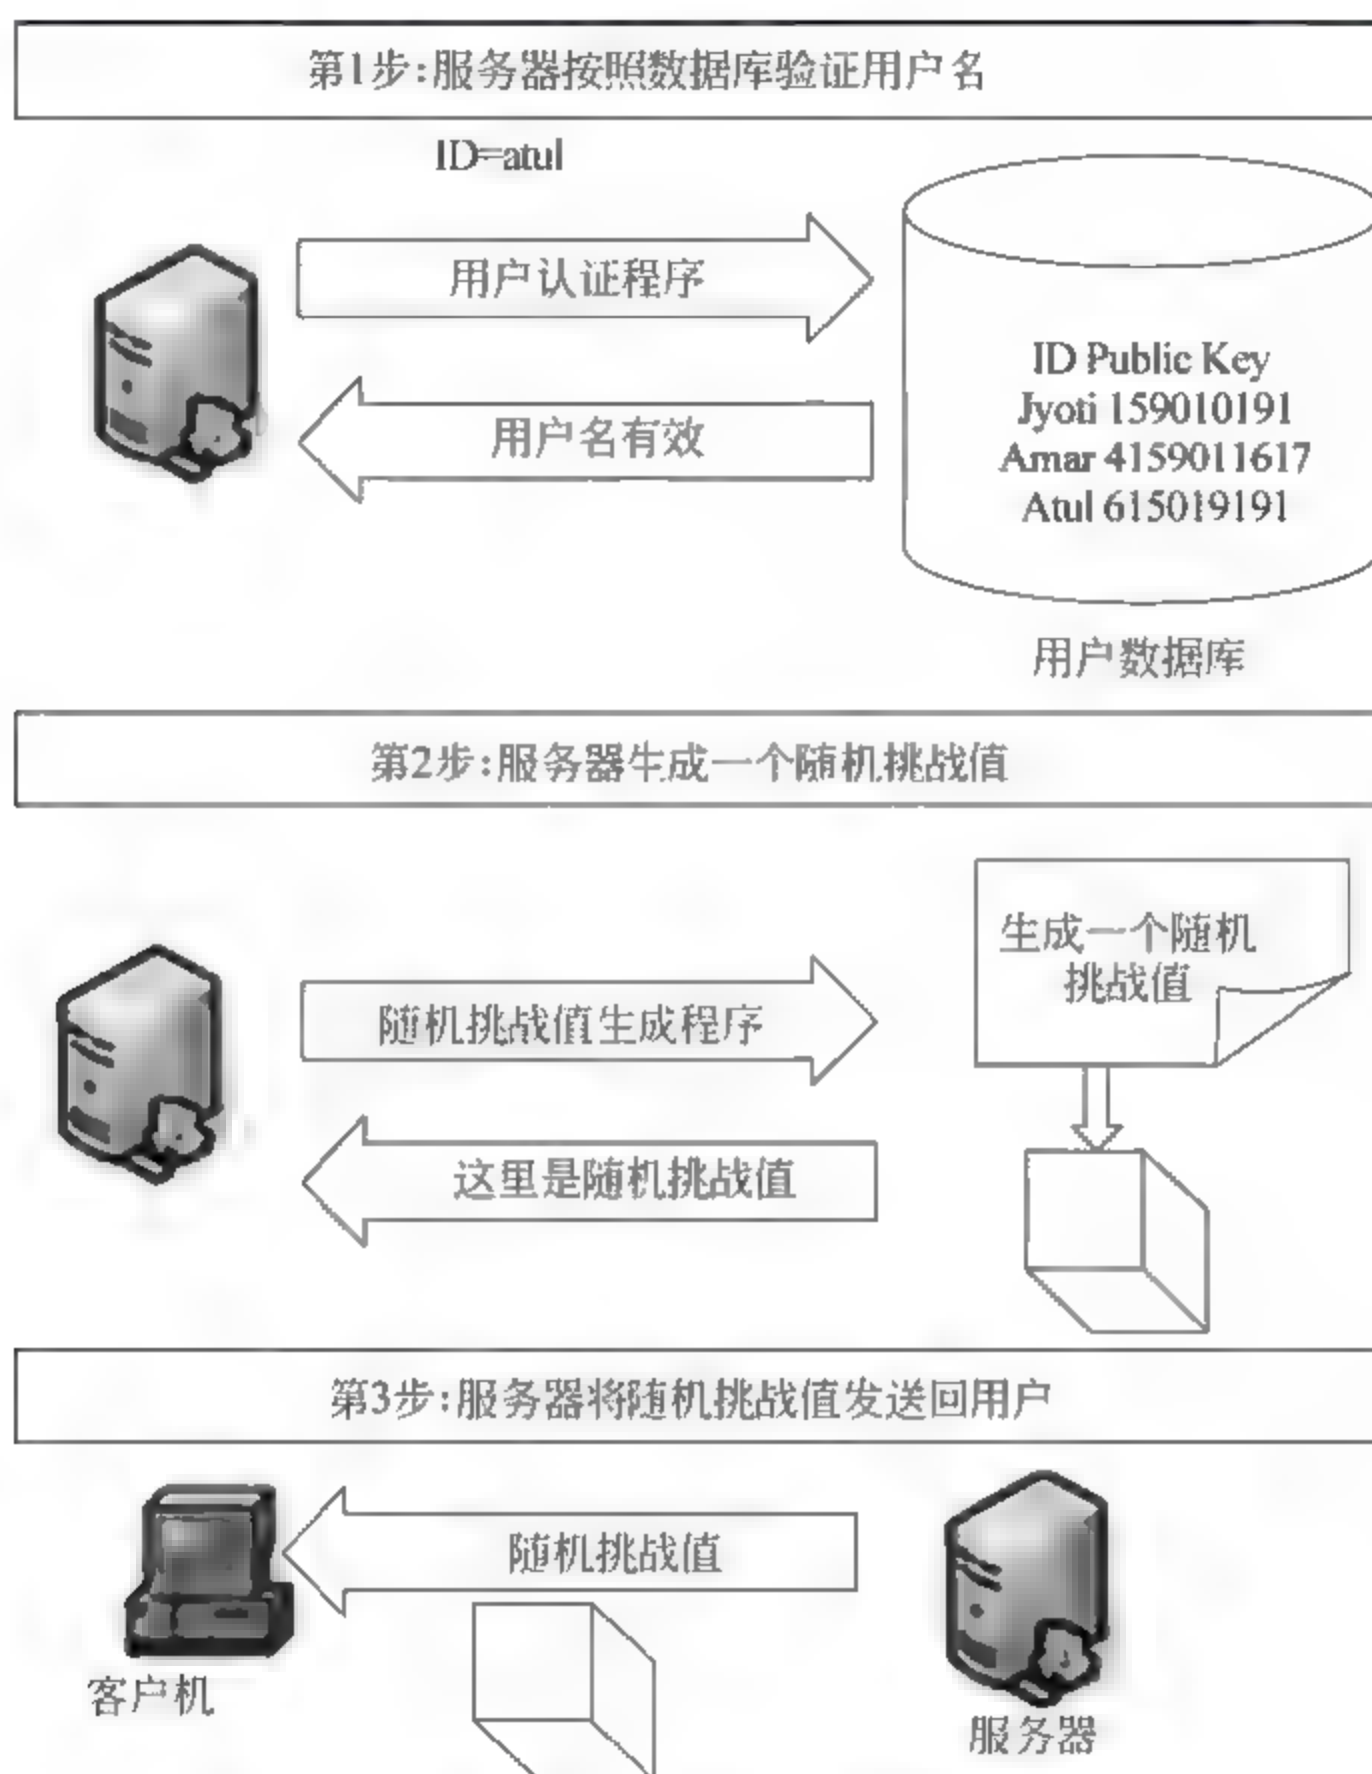 第1步:服务器按照数据库验证用户名
ID=atul
用户认证程序
用户名有效
ID Public Key
Jyoti 159010191
Amar 4159011617
Atul 615019191
用户数据库
第2步:服务器生成一个随机挑战值
生成一个随机
挑战值
随机挑战值生成程序
这里是随机挑战值
第3步:服务器将随机挑战值发送回用户
随机挑战值
客户机
服务器